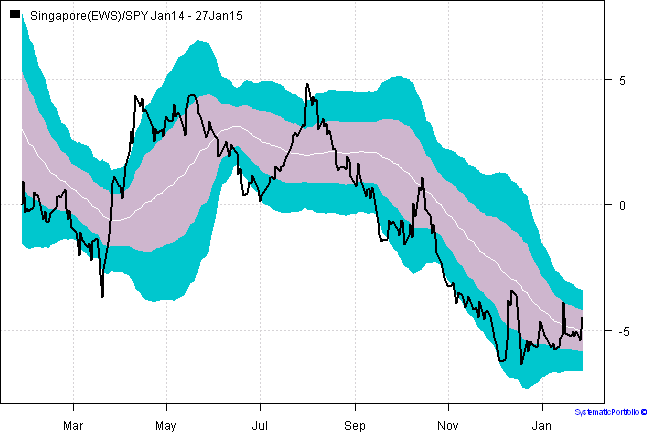 Singapore(EWS)/SPY Jan14 - 27Jan15
5
0
-5
Mar May Jul Sep Nov Jan
SystematicPortfolio ©